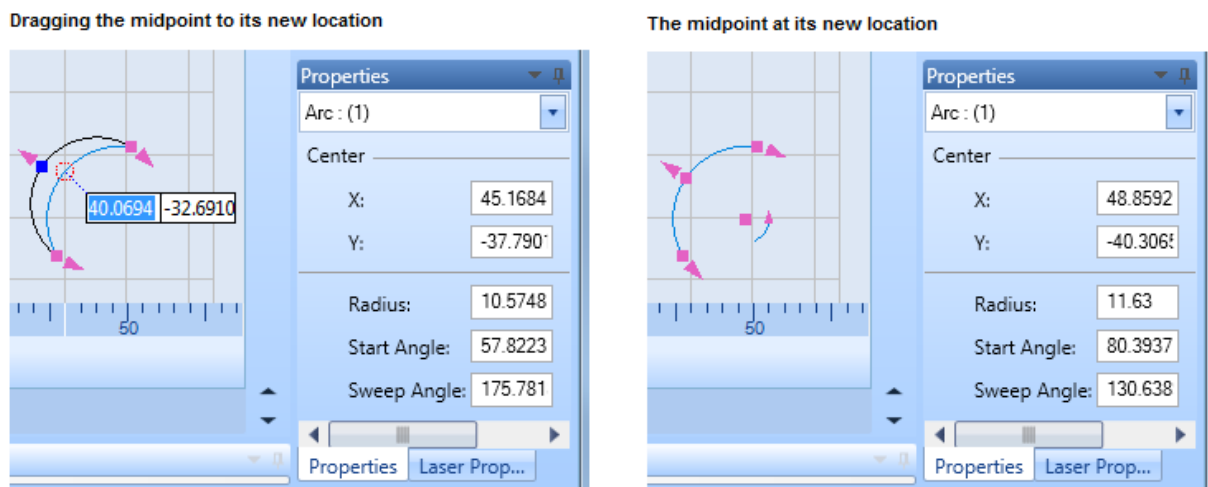 Dragging the midpoint to its new location
The midpoint at its new location
Properties
Arc : (1)
Center
X: 45.1684
Y: -37.790
Radius: 10.5748
Start Angle: 57.8223
Sweep Angle: 175.781
40.0694 -32.6910
50
Properties Laser Prop...
Properties
Arc : (1)
Center
X: 48.8592
Y: -40.306
Radius: 11.63
Start Angle: 80.3937
Sweep Angle: 130.638
50
Properties Laser Prop...